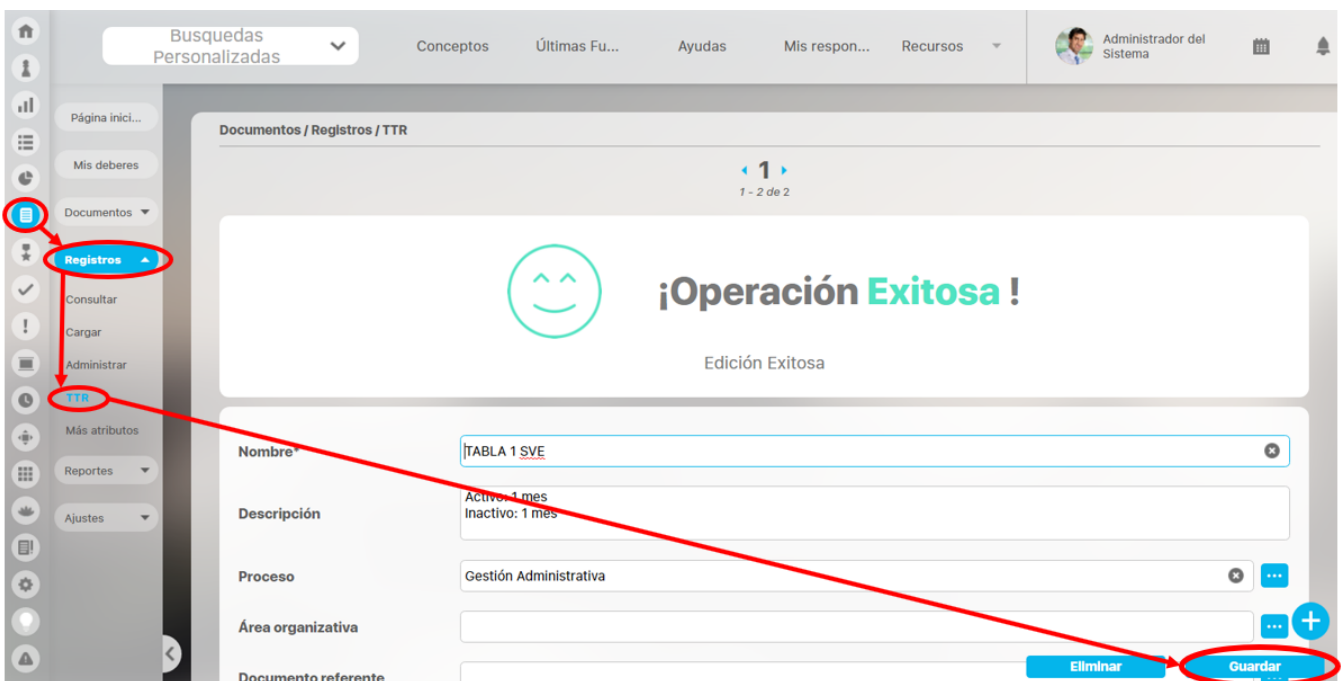 Busquedas
Personalizadas
Conceptos
Últimas Fu...
Ayudas
Mis respon...
Recursos
Administrador del
Sistema
Página inici...
Mis deberes
Documentos
Registros
Consultar
Cargar
Administrar
TTR
Más atributos
Reportes
Ajustes
Documentos / Registros / TTR
1
1 - 2 de 2
¡Operación Exitosa !
Edición Exitosa
Nombre*
TABLA 1 SVE
Descripción
Activo: 1 mes
Inactivo: 1 mes
Proceso
Gestión Administrativa
Área organizativa
Documento referente
Eliminar
Guardar